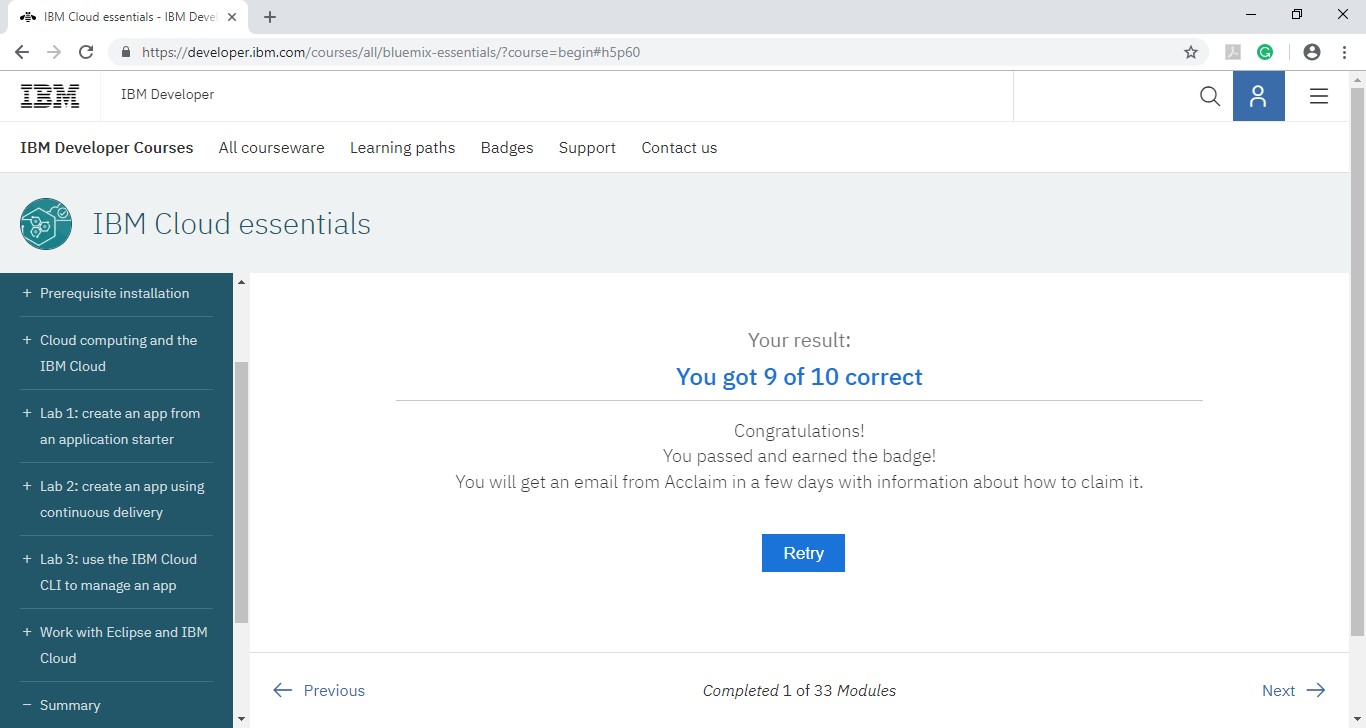 IBM Cloud essentials - IBM Deve
https://developer.ibm.com/courses/all/bluemix-essentials/?course=begin#h5p60
IBM
IBM Developer
IBM Developer Courses
All courseware
Learning paths
Badges
Support
Contact us
IBM Cloud essentials
+ Prerequisite installation
+ Cloud computing and the
IBM Cloud
+ Lab 1: create an app from
an application starter
+ Lab 2: create an app using
continuous delivery
+ Lab 3: use the IBM Cloud
CLI to manage an app
+ Work with Eclipse and IBM
Cloud
− Summary
Your result:
You got 9 of 10 correct
Congratulations!
You passed and earned the badge!
You will get an email from Acclaim in a few days with information about how to claim it.
Retry
Previous
Completed 1 of 33 Modules
Next